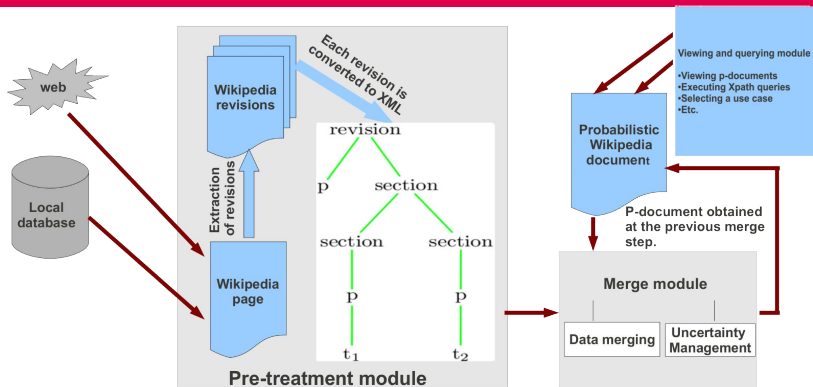 web
Local
database
Wikipedia
revisions
Each revision is
converted to XML
Extraction
of revisions
Wikipedia
page
revision
p
section
section
section
p
p
t1
t2
Pre-treatment module
Viewing and querying module
•Viewing p-documents
•Executing Xpath queries
•Selecting a use case
•Etc.
Probabilistic
Wikipedia
document
P-document obtained
at the previous merge
step.
Merge module
Data merging
Uncertainty
Management